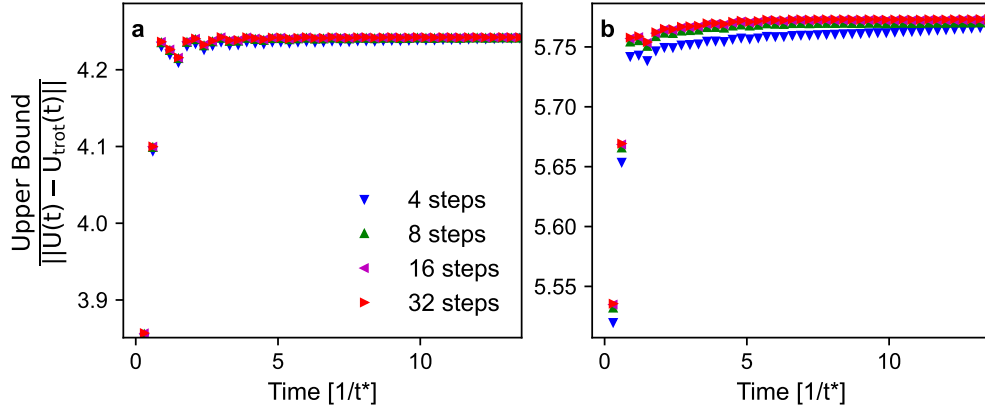 Upper Bound
||U(t) − Utrot(t)||
a
4.2
4.1
4.0
3.9
0
5
10
Time [1/t*]
4 steps
8 steps
16 steps
32 steps
b
5.75
5.70
5.65
5.60
5.55
0
5
10
Time [1/t*]